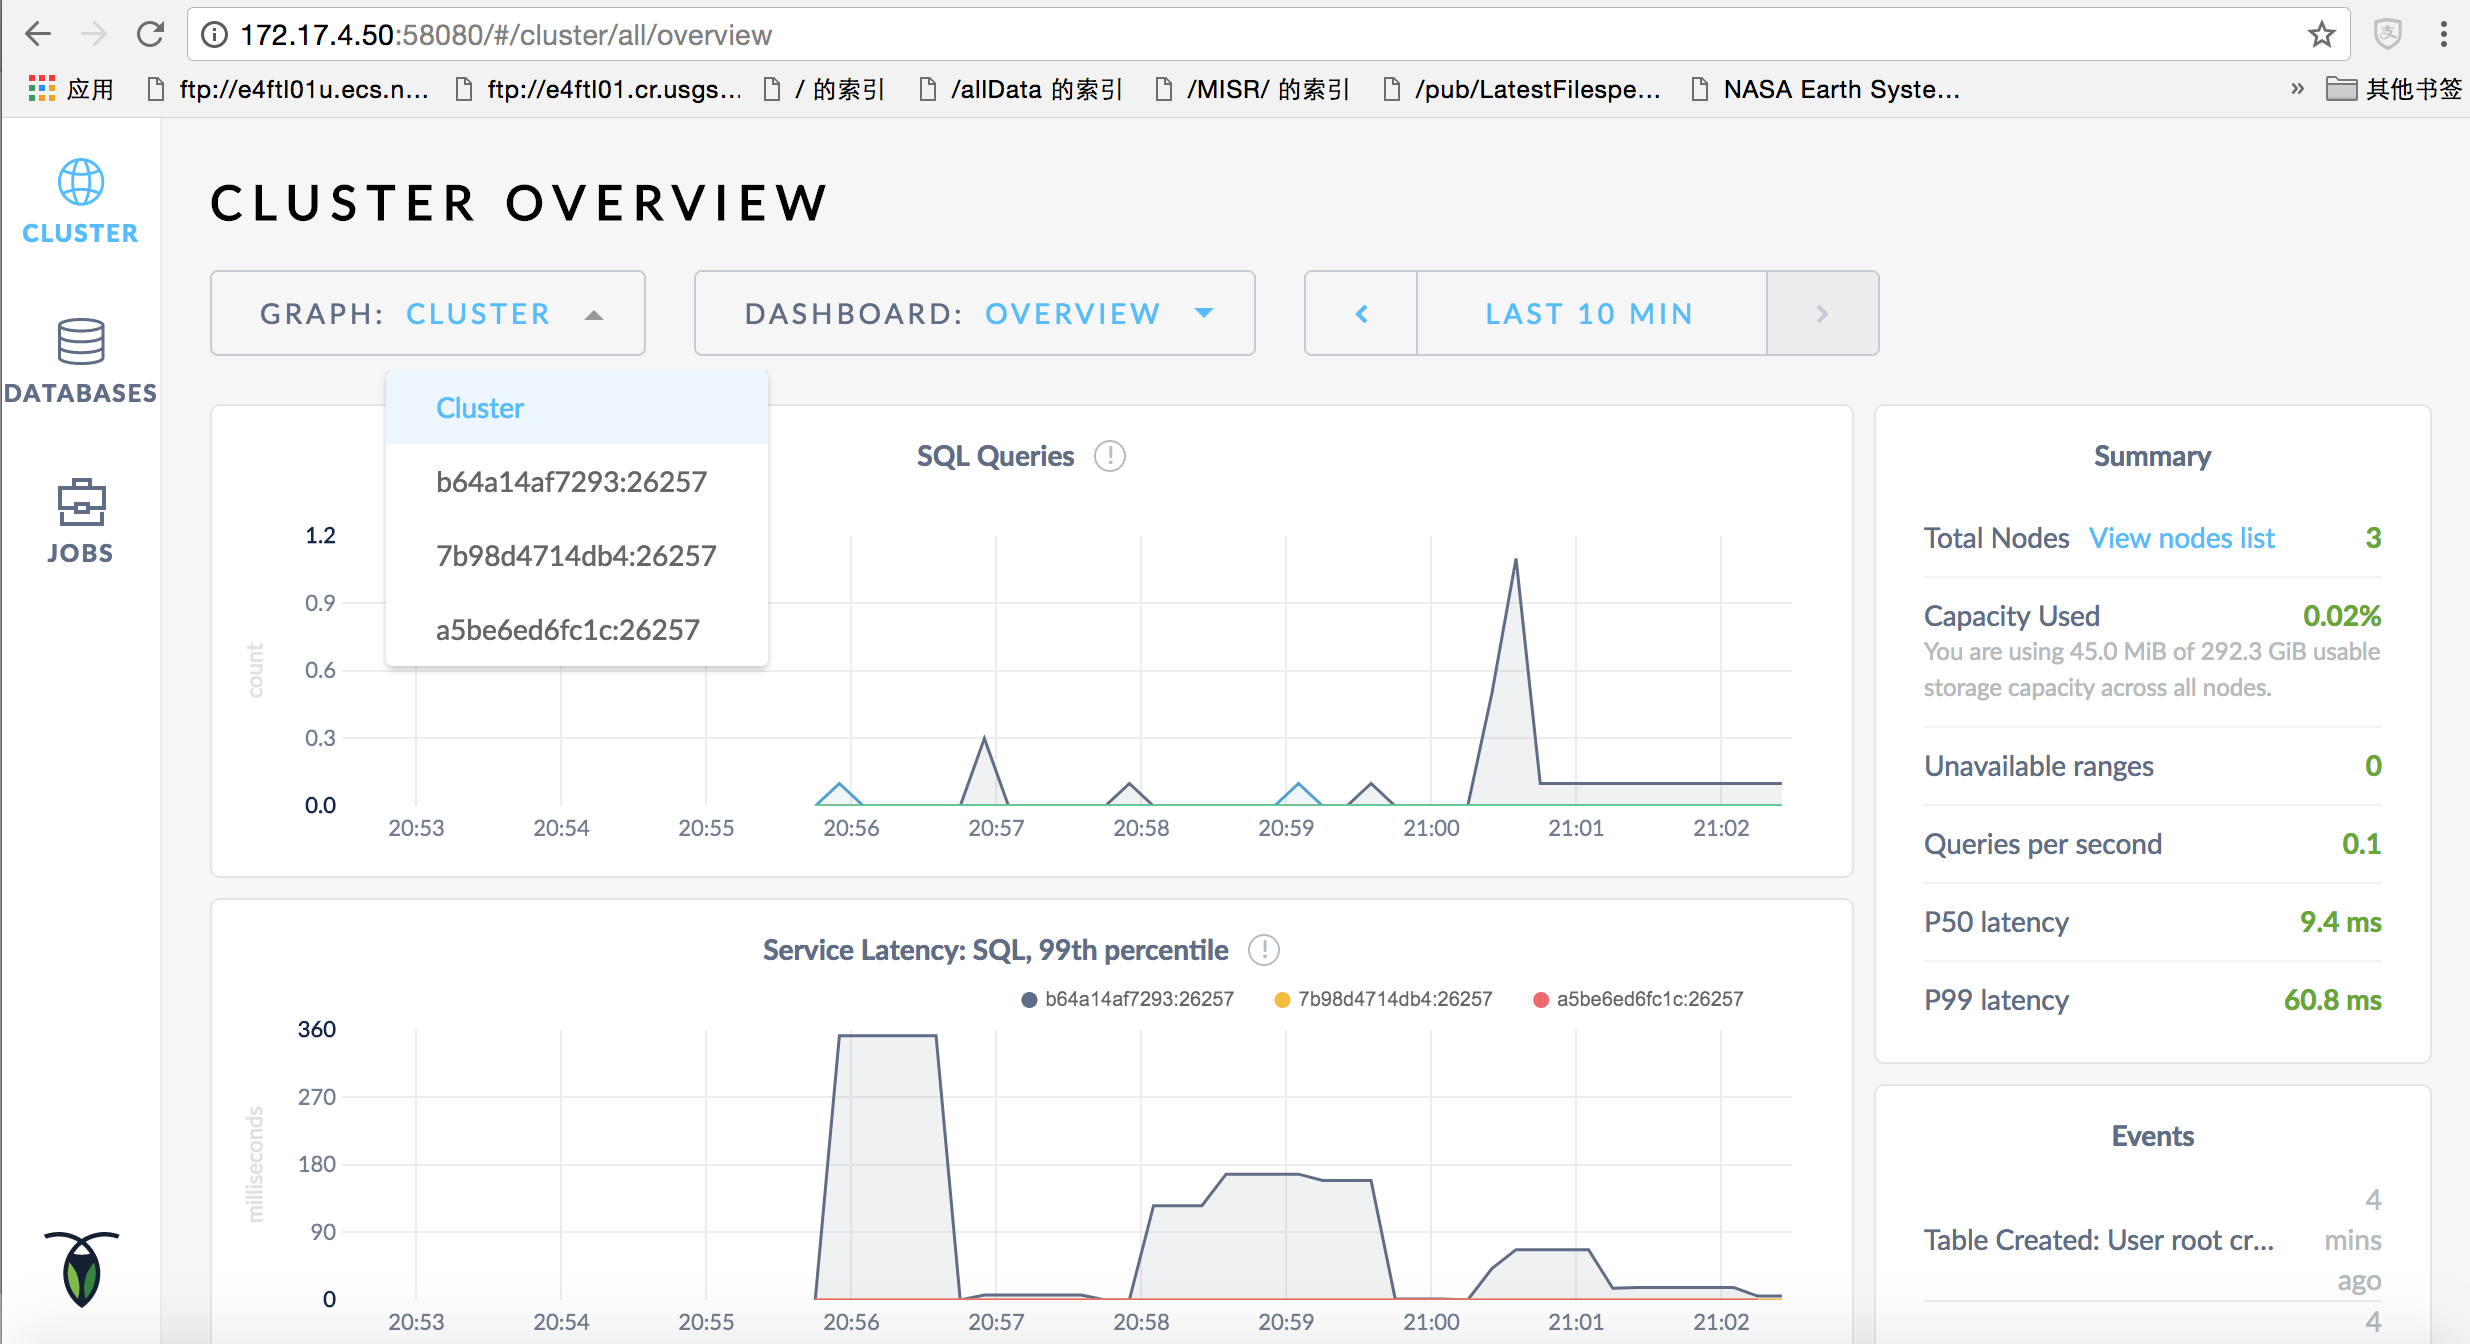 172.17.4.50:58080/#/cluster/all/overview
应用 ftp://e4ftl01u.ecs.n... ftp://e4ftl01.cr.usgs... / 的索引 /allData 的索引 /MISR/ 的索引 /pub/LatestFilespe... NASA Earth Syste... » 其他书签
CLUSTER
DATABASES
JOBS
CLUSTER OVERVIEW
GRAPH: CLUSTER
DASHBOARD: OVERVIEW
LAST 10 MIN
Cluster
b64a14af7293:26257
7b98d4714db4:26257
a5be6ed6fc1c:26257
SQL Queries
count
1.2
0.9
0.6
0.3
0.0
20:53 20:54 20:55 20:56 20:57 20:58 20:59 21:00 21:01 21:02
Service Latency: SQL, 99th percentile
b64a14af7293:26257 7b98d4714db4:26257 a5be6ed6fc1c:26257
milliseconds
360
270
180
90
0
20:53 20:54 20:55 20:56 20:57 20:58 20:59 21:00 21:01 21:02
Summary
Total Nodes View nodes list 3
Capacity Used 0.02%
You are using 45.0 MiB of 292.3 GiB usable
storage capacity across all nodes.
Unavailable ranges 0
Queries per second 0.1
P50 latency 9.4 ms
P99 latency 60.8 ms
Events
Table Created: User root cr...
4
mins
ago
4